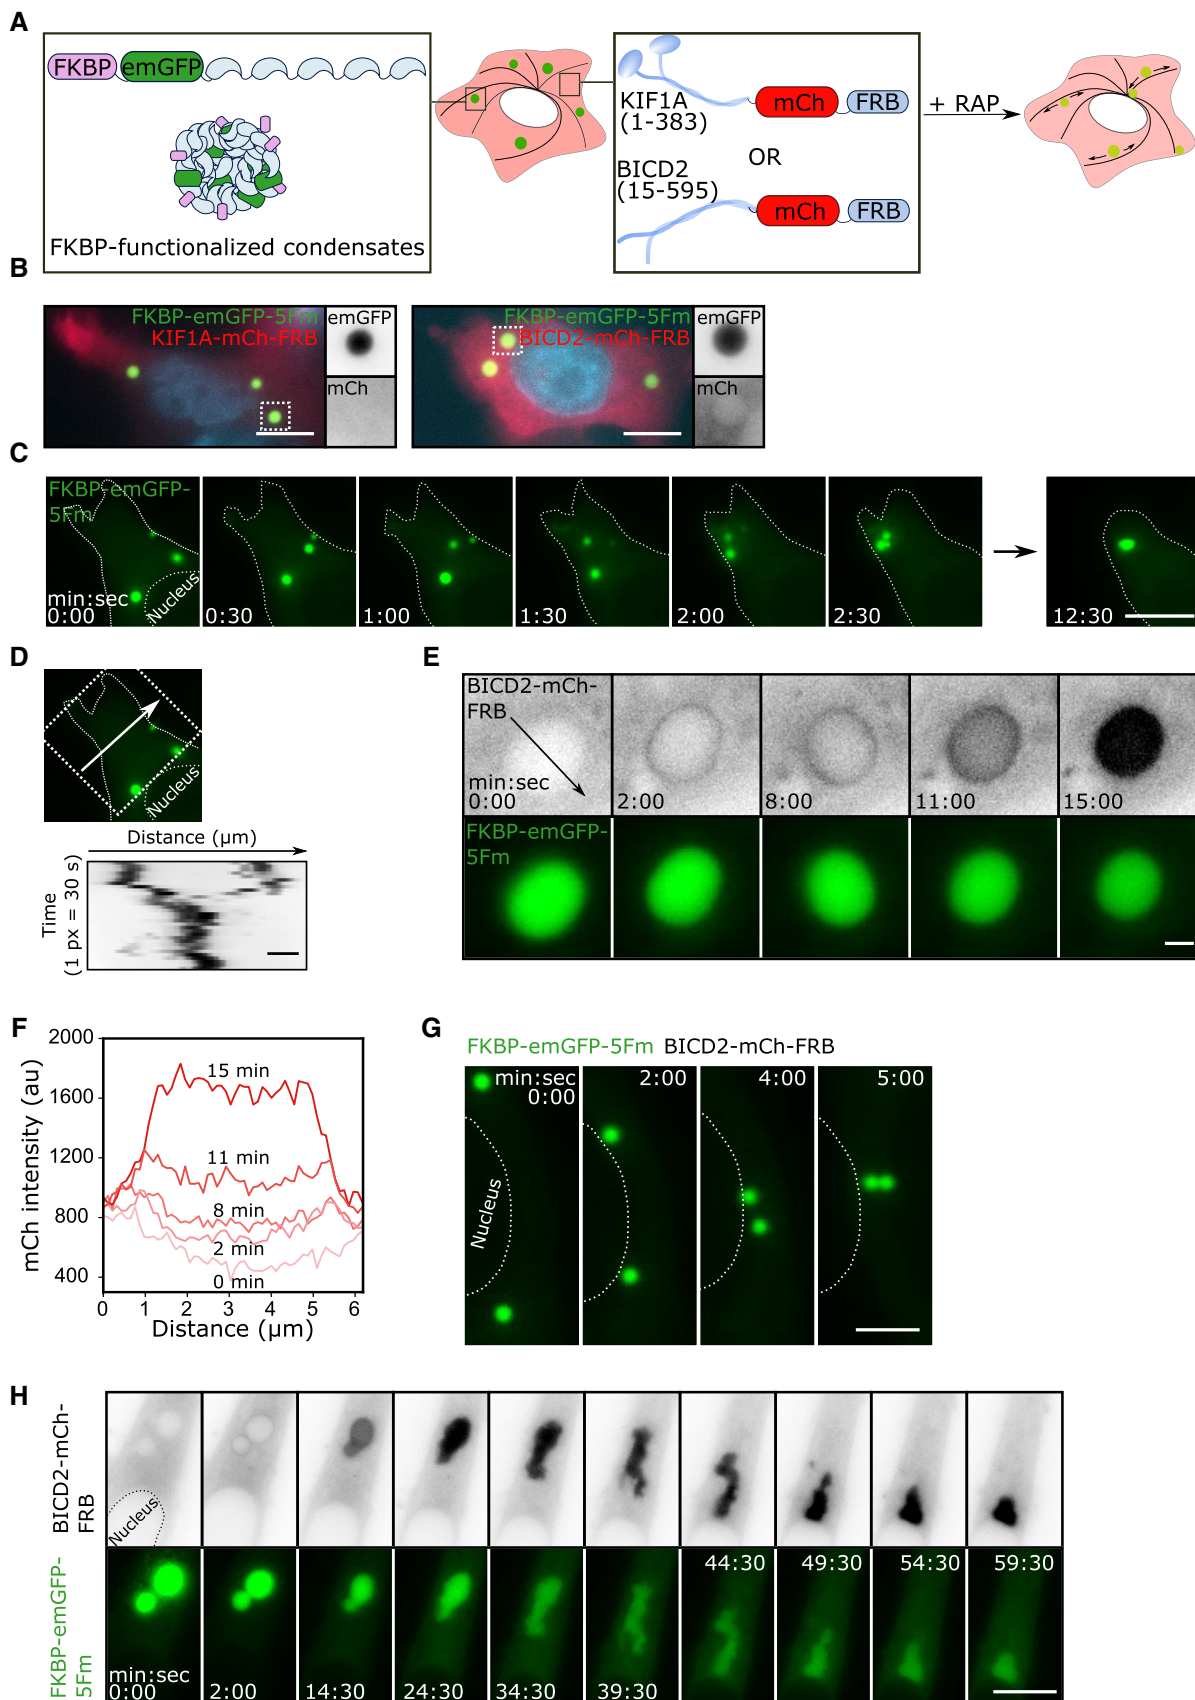 A
FKBP
emGFP
FKBP-functionalized condensates
KIF1A
(1-383)
mCh
FRB
OR
BICD2
(15-595)
mCh
FRB
+ RAP
B
FKBP-emGFP-5Fm
KIF1A-mCh-FRB
emGFP
mCh
FKBP-emGFP-5Fm
BICD2-mCh-FRB
emGFP
mCh
C
FKBP-emGFP-
5Fm
min:sec
0:00
Nucleus
0:30
1:00
1:30
2:00
2:30
12:30
D
Nucleus
Distance (µm)
Time
(1 px = 30 s)
E
BICD2-mCh-
FRB
min:sec
0:00
2:00
8:00
11:00
15:00
FKBP-emGFP-
5Fm
F
mCh intensity (au)
2000
1600
1200
800
400
15 min
11 min
8 min
2 min
0 min
0 1 2 3 4 5 6
Distance (µm)
G
FKBP-emGFP-5Fm BICD2-mCh-FRB
min:sec
0:00
2:00
4:00
5:00
Nucleus
H
BICD2-mCh-
FRB
Nucleus
FKBP-emGFP-
5Fm
min:sec
0:00
2:00
14:30
24:30
34:30
39:30
44:30
49:30
54:30
59:30